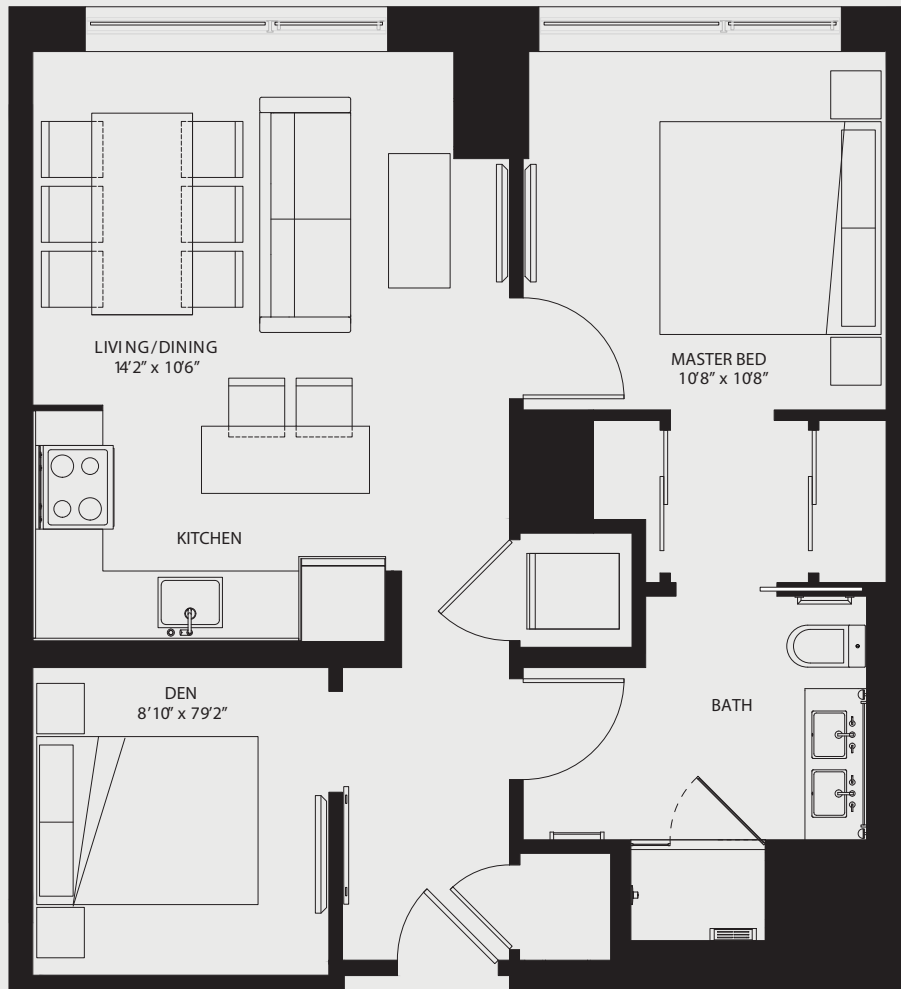 LIVING/DINING
14'2” x 10'6”
MASTER BED
10'8” x 10'8”
KITCHEN
DEN
8'10” x 79'2”
BATH